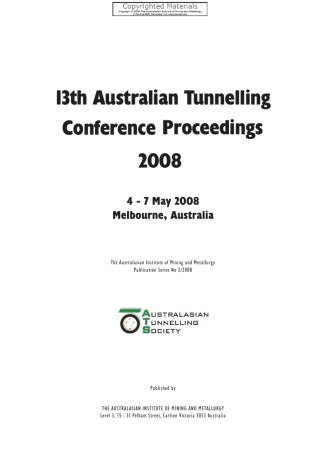 Copyrighted Materials
13th Australian Tunnelling
Conference Proceedings
2008
4 - 7 May 2008
Melbourne, Australia
The Australasian Institute of Mining and Metallurgy
Publication Series No 3/2008
AUSTRALASIAN
TUNNELLING
SOCIETY
Published by
THE AUSTRALASIAN INSTITUTE OF MINING AND METALLURGY
Level 3, 15 - 31 Pelham Street, Carlton Victoria 3053 Australia